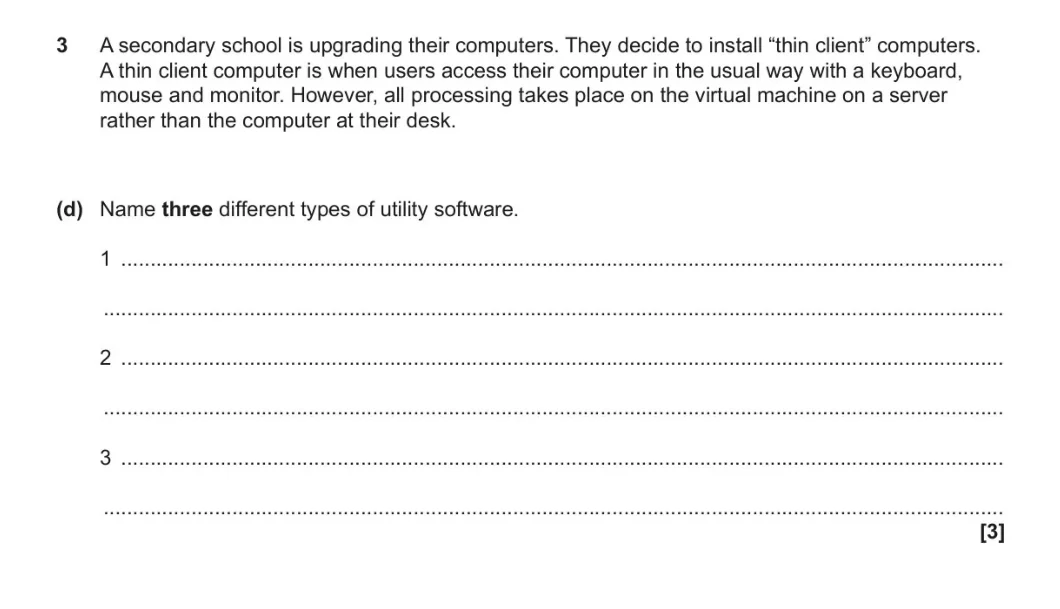 3 A secondary school is upgrading their computers. They decide to install “thin client” computers.
A thin client computer is when users access their computer in the usual way with a keyboard,
mouse and monitor. However, all processing takes place on the virtual machine on a server
rather than the computer at their desk.
(d) Name three different types of utility software.
1 ....................................................................................................
....................................................................................................
2 ....................................................................................................
....................................................................................................
3 ....................................................................................................
....................................................................................................
[3]